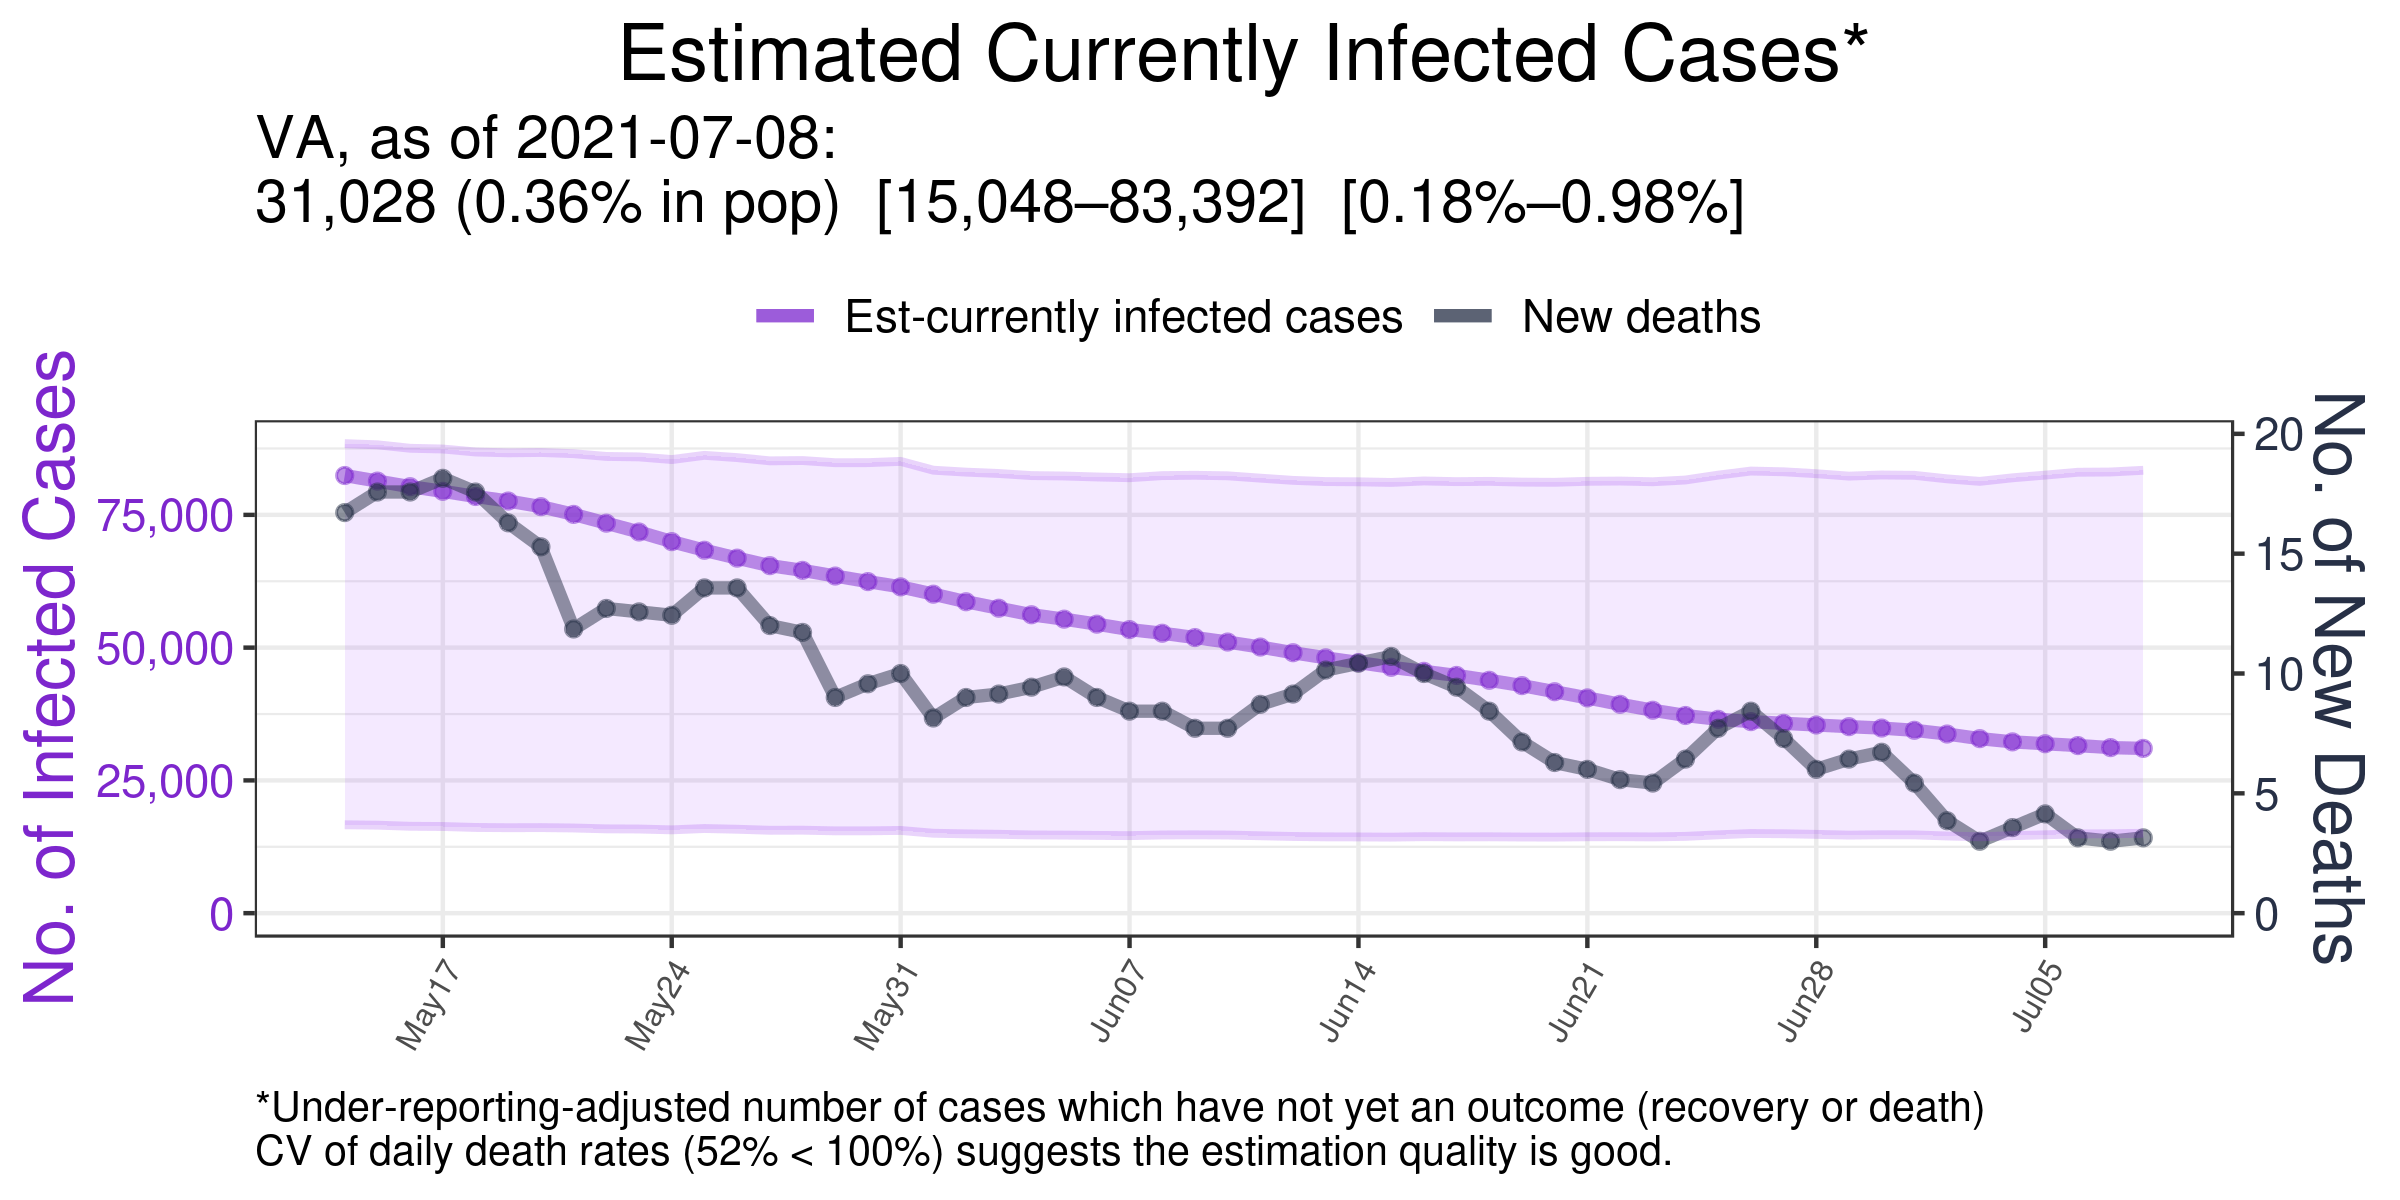 Estimated Currently Infected Cases*
VA, as of 2021-07-08:
31,028 (0.36% in pop)  [15,048–83,392]  [0.18%–0.98%]
Est-currently infected cases
New deaths
No. of Infected Cases
75,000
50,000
25,000
0
20
15
10
5
0
No. of New Deaths
May17
May24
May31
Jun07
Jun14
Jun21
Jun28
Jul05
*Under-reporting-adjusted number of cases which have not yet an outcome (recovery or death)
CV of daily death rates (52% < 100%) suggests the estimation quality is good.